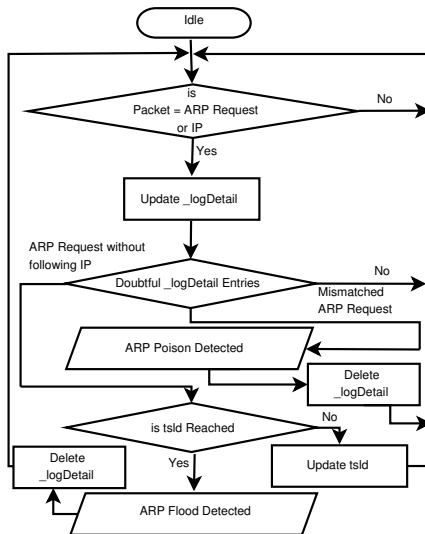 Idle
is
Packet = ARP Request
or IP
No
Yes
Update _logDetail
ARP Request without
following IP
Doubtful _logDetail Entries
No
Mismatched
ARP Request
ARP Poison Detected
Delete
_logDetail
is tsld Reached
No
Yes
Delete
_logDetail
Update tsld
ARP Flood Detected